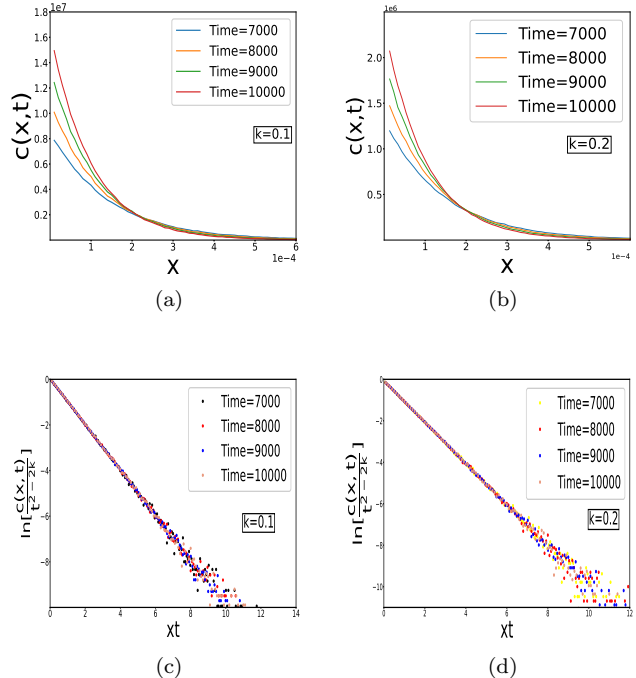 1e7
1.8
1.6
1.4
1.2
1.0
0.8
0.6
0.4
0.2
c(x,t)
Time=7000
Time=8000
Time=9000
Time=10000
k=0.1
1 2 3 4 5 6
1e−4
X
(a)
1e6
2.0
1.5
1.0
0.5
c(x,t)
Time=7000
Time=8000
Time=9000
Time=10000
k=0.2
1 2 3 4 5 6
1e−4
X
(b)
0
−2
−4
−6
−8
ln[c(x, t)/t^{2 − 2k}]
Time=7000
Time=8000
Time=9000
Time=10000
k=0.1
0 2 4 6 8 10 12 14
xt
(c)
0
−2
−4
−6
−8
−10
ln[c(x, t)/t^{2 − 2k}]
Time=7000
Time=8000
Time=9000
Time=10000
k=0.2
0 2 4 6 8 10 12
xt
(d)